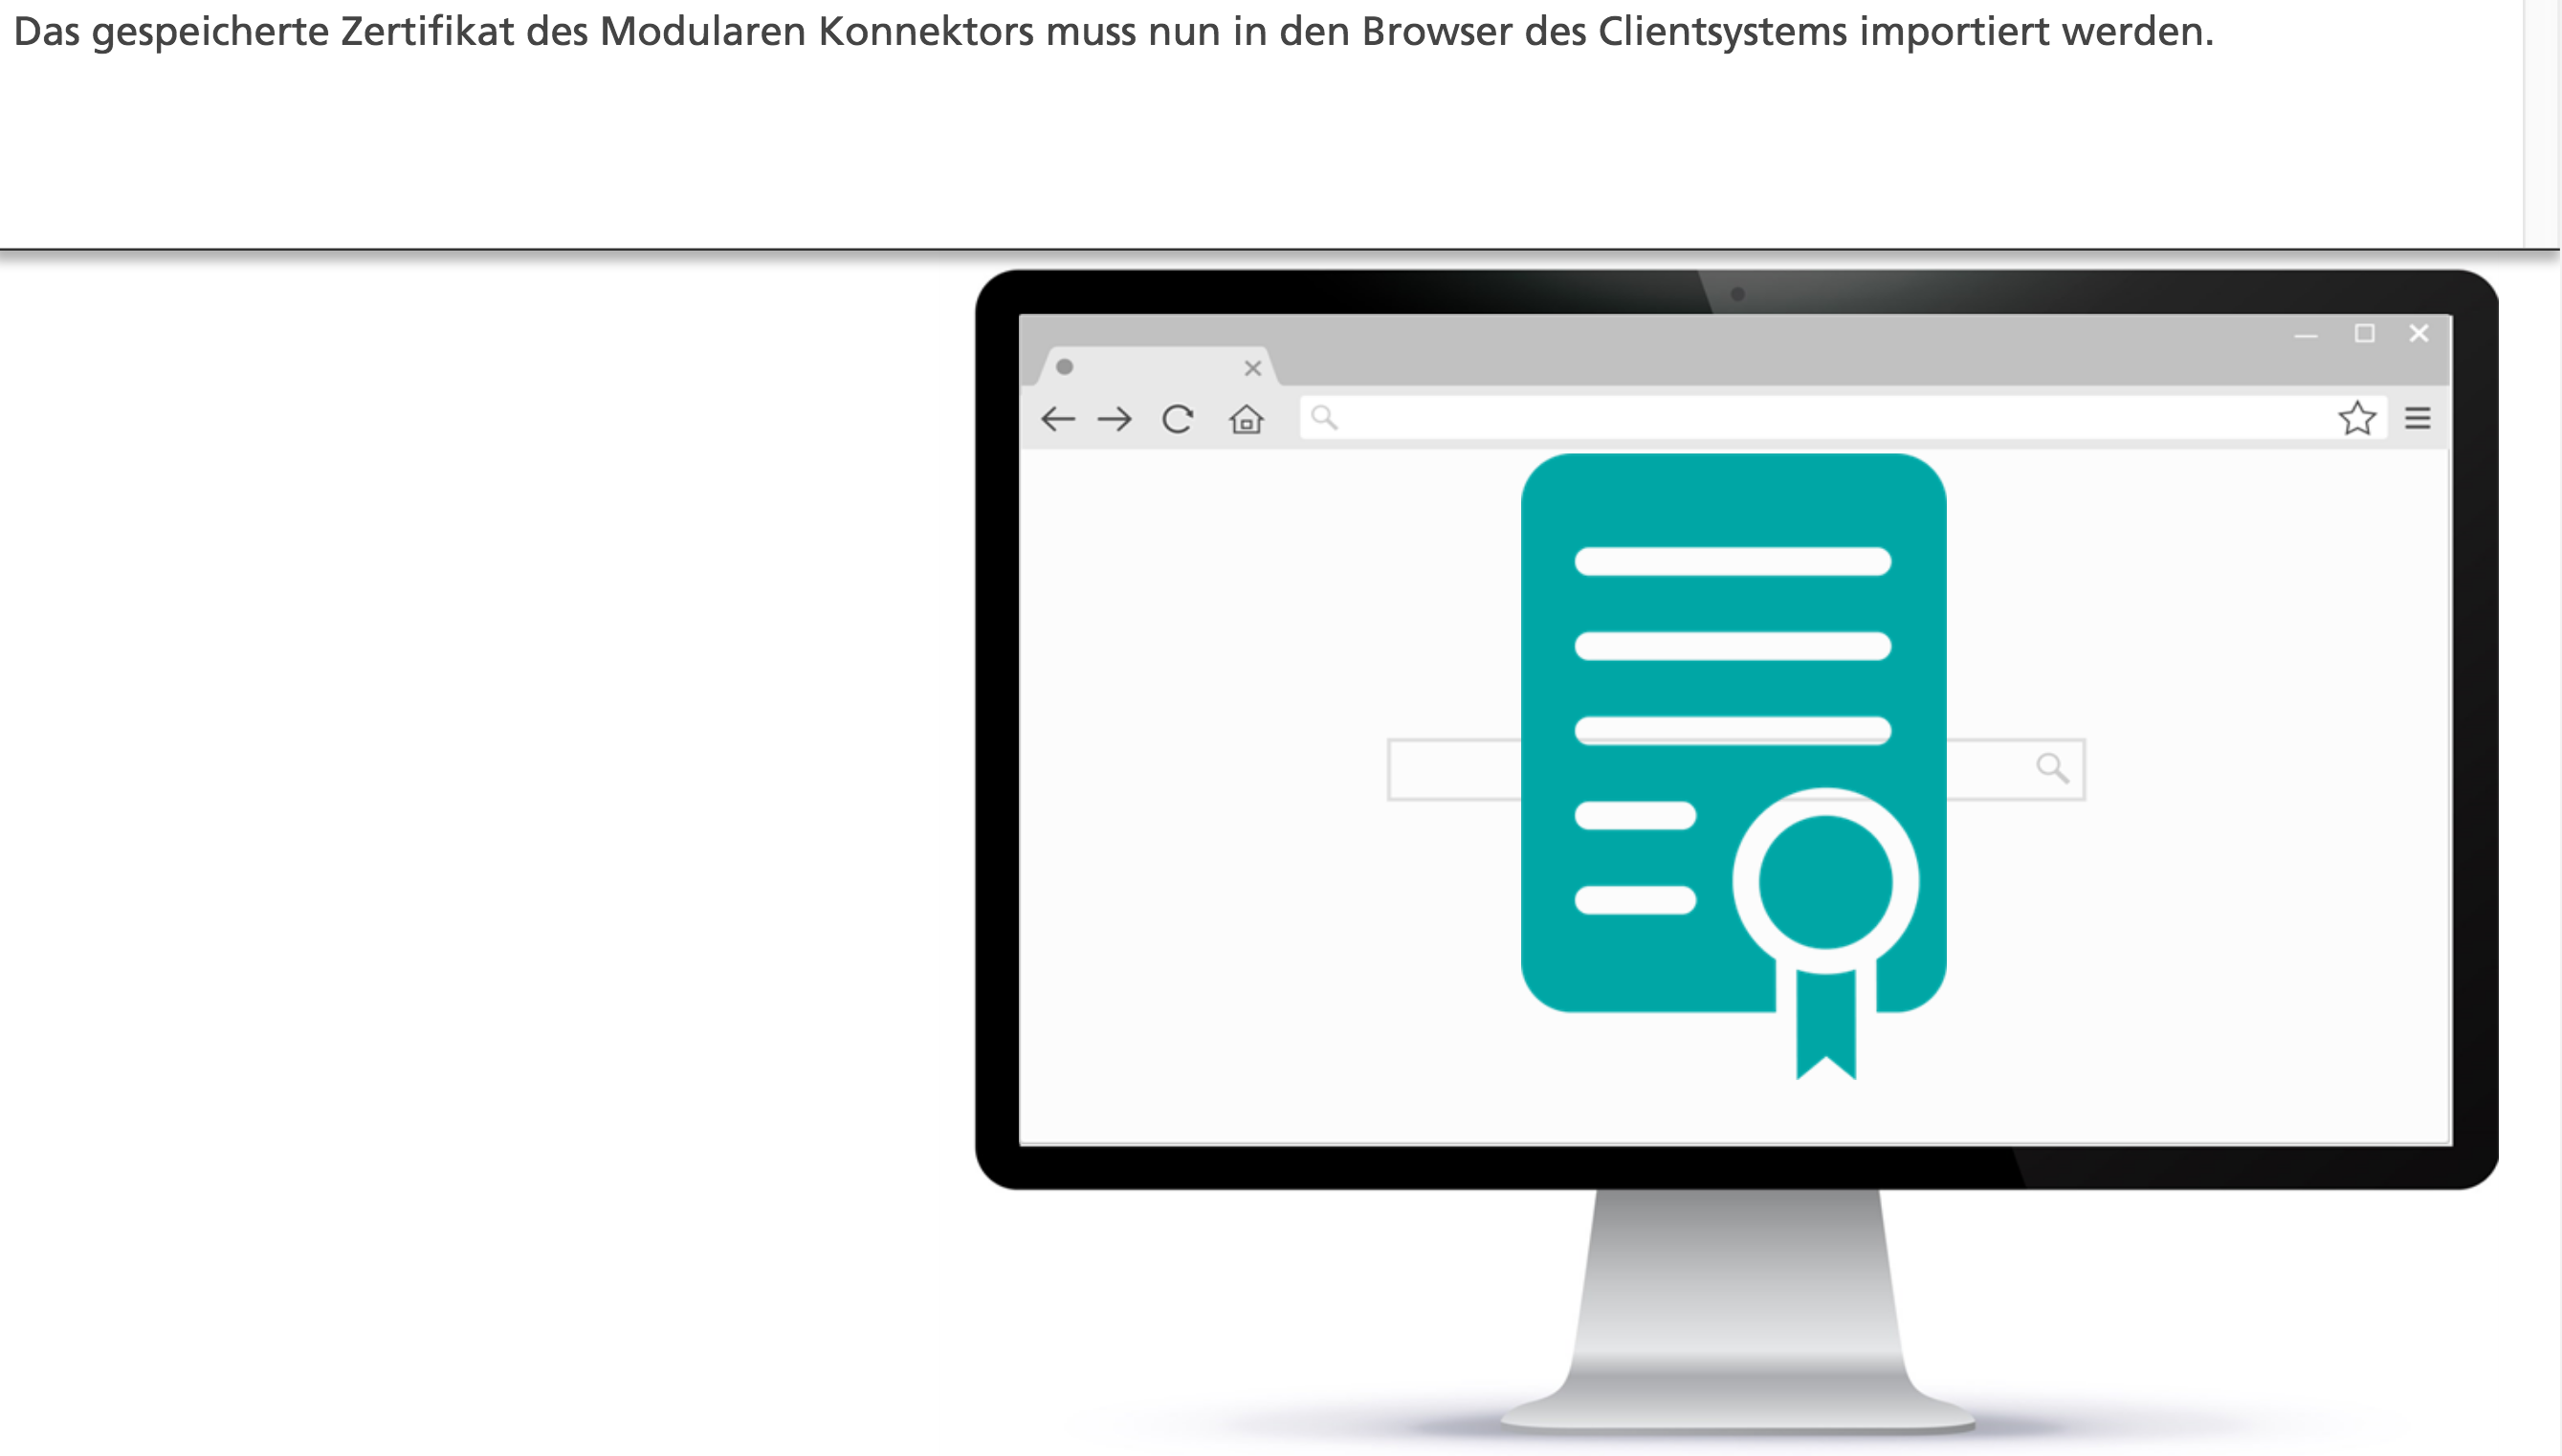 Das gespeicherte Zertifikat des Modularen Konnektors muss nun in den Browser des Clientsystems importiert werden.